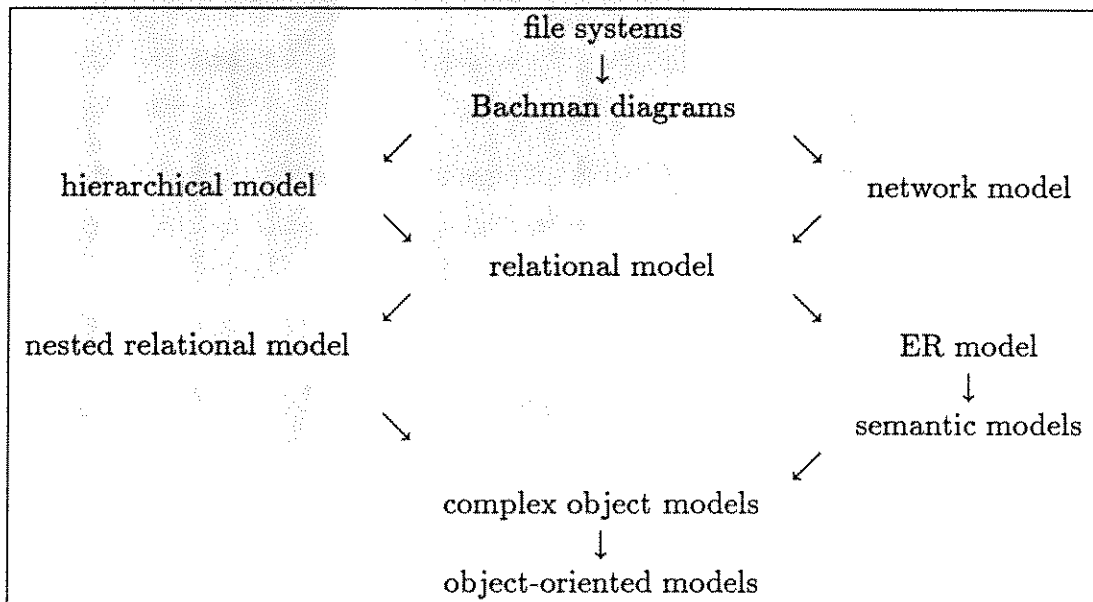 file systems
↓
Bachman diagrams
↙ ↘
hierarchical model network model
↘ ↙
relational model
↙ ↘
nested relational model ER model
↓
↘ semantic models
↙
complex object models
↓
object-oriented models